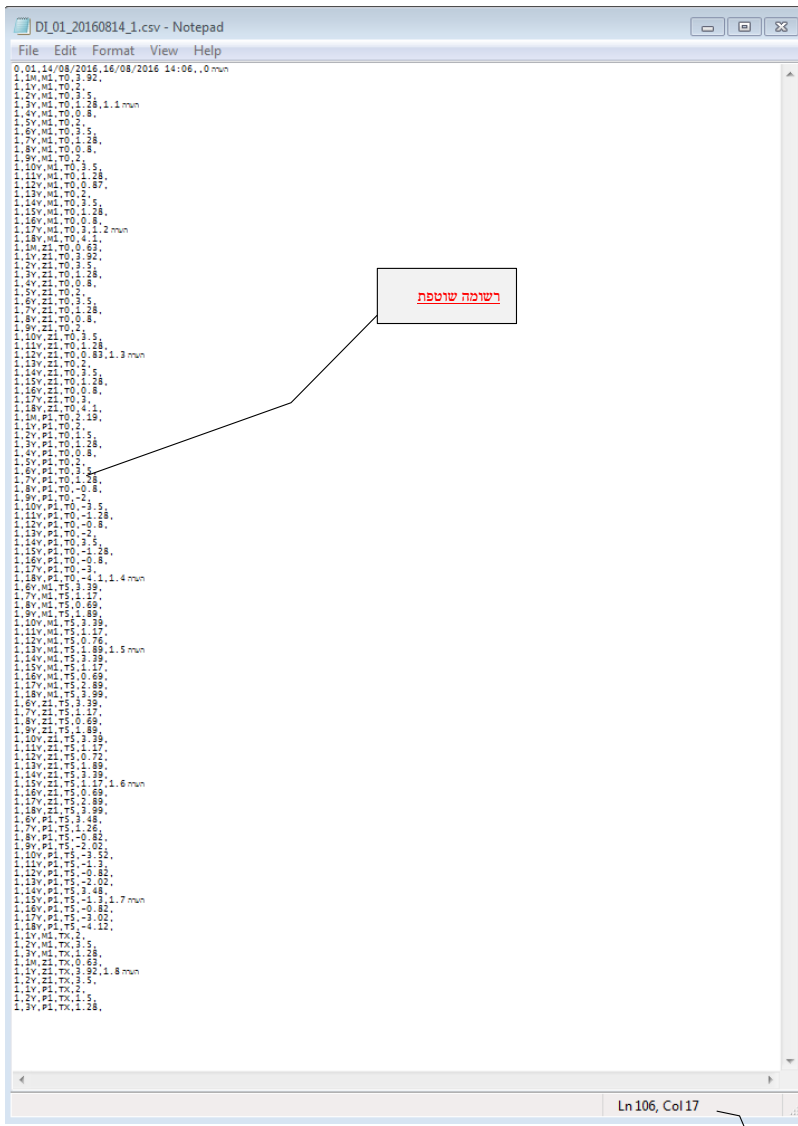 DI_01_20160814_1.csv - Notepad
File Edit Format View Help
0,01,14/08/2016,16/08/2016 14:06,,0 הערה
1,1M,M1,T0,3.92,
1,1Y,M1,T0,2,
1,2Y,M1,T0,3.5,
1,3Y,M1,T0,1.28,1.1 הערה
1,4Y,M1,T0,0.8,
1,5Y,M1,T0,2,
1,6Y,M1,T0,3.5,
1,7Y,M1,T0,1.28,
1,8Y,M1,T0,0.8,
1,9Y,M1,T0,2,
1,10Y,M1,T0,3.5,
1,11Y,M1,T0,1.28,
1,12Y,M1,T0,0.87,
1,13Y,M1,T0,2,
1,14Y,M1,T0,3.5,
1,15Y,M1,T0,1.28,
1,16Y,M1,T0,0.8,
1,17Y,M1,T0,3,1.2 הערה
1,18Y,M1,T0,4.1,
1,1M,Z1,T0,0.63,
1,1Y,Z1,T0,3.92,
1,2Y,Z1,T0,3.5,
1,3Y,Z1,T0,1.28,
1,4Y,Z1,T0,0.8,
1,5Y,Z1,T0,2,
1,6Y,Z1,T0,3.5,
1,7Y,Z1,T0,1.28,
1,8Y,Z1,T0,0.8,
1,9Y,Z1,T0,2,
1,10Y,Z1,T0,3.5,
1,11Y,Z1,T0,1.28,
1,12Y,Z1,T0,0.83,1.3 הערה
1,13Y,Z1,T0,2,
1,14Y,Z1,T0,3.5,
1,15Y,Z1,T0,1.28,
1,16Y,Z1,T0,0.8,
1,17Y,Z1,T0,3,
1,18Y,Z1,T0,4.1,
1,1M,P1,T0,2.19,
1,1Y,P1,T0,2,
1,2Y,P1,T0,1.5,
1,3Y,P1,T0,1.28,
1,4Y,P1,T0,0.8,
1,5Y,P1,T0,2,
1,6Y,P1,T0,3.5,
1,7Y,P1,T0,1.28,
1,8Y,P1,T0,-0.8,
1,9Y,P1,T0,-2,
1,10Y,P1,T0,-3.5,
1,11Y,P1,T0,-1.28,
1,12Y,P1,T0,-0.8,
1,13Y,P1,T0,-2,
1,14Y,P1,T0,3.5,
1,15Y,P1,T0,-1.28,
1,16Y,P1,T0,-0.8,
1,17Y,P1,T0,-3,
1,18Y,P1,T0,-4.1,1.4 הערה
1,6Y,M1,T5,3.39,
1,7Y,M1,T5,1.17,
1,8Y,M1,T5,0.69,
1,9Y,M1,T5,1.89,
1,10Y,M1,T5,3.39,
1,11Y,M1,T5,1.17,
1,12Y,M1,T5,0.76,
1,13Y,M1,T5,1.89,1.5 הערה
1,14Y,M1,T5,3.39,
1,15Y,M1,T5,1.17,
1,16Y,M1,T5,0.69,
1,17Y,M1,T5,2.89,
1,18Y,M1,T5,3.99,
1,6Y,Z1,T5,3.39,
1,7Y,Z1,T5,1.17,
1,8Y,Z1,T5,0.69,
1,9Y,Z1,T5,1.89,
1,10Y,Z1,T5,3.39,
1,11Y,Z1,T5,1.17,
1,12Y,Z1,T5,0.72,
1,13Y,Z1,T5,1.89,
1,14Y,Z1,T5,3.39,
1,15Y,Z1,T5,1.17,1.6 הערה
1,16Y,Z1,T5,0.69,
1,17Y,Z1,T5,2.89,
1,18Y,Z1,T5,3.99,
1,6Y,P1,T5,3.48,
1,7Y,P1,T5,1.26,
1,8Y,P1,T5,-0.82,
1,9Y,P1,T5,-2.02,
1,10Y,P1,T5,-3.52,
1,11Y,P1,T5,-1.3,
1,12Y,P1,T5,-0.82,
1,13Y,P1,T5,-2.02,
1,14Y,P1,T5,3.48,
1,15Y,P1,T5,-1.3,1.7 הערה
1,16Y,P1,T5,-0.82,
1,17Y,P1,T5,-3.02,
1,18Y,P1,T5,-4.12,
1,1Y,M1,TX,2,
1,2Y,M1,TX,3.5,
1,3Y,M1,TX,1.28,
1,1M,Z1,TX,0.63,
1,1Y,Z1,TX,3.92,1.8 הערה
1,2Y,Z1,TX,3.5,
1,1Y,P1,TX,2,
1,2Y,P1,TX,1.5,
1,3Y,P1,TX,1.28,
רשומה שוטפת
Ln 106, Col 17